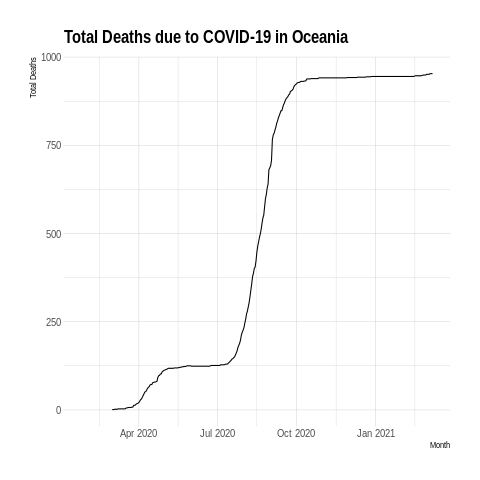 Total Deaths due to COVID-19 in Oceania
Total Deaths
1000
750
500
250
0
Apr 2020
Jul 2020
Oct 2020
Jan 2021
Month